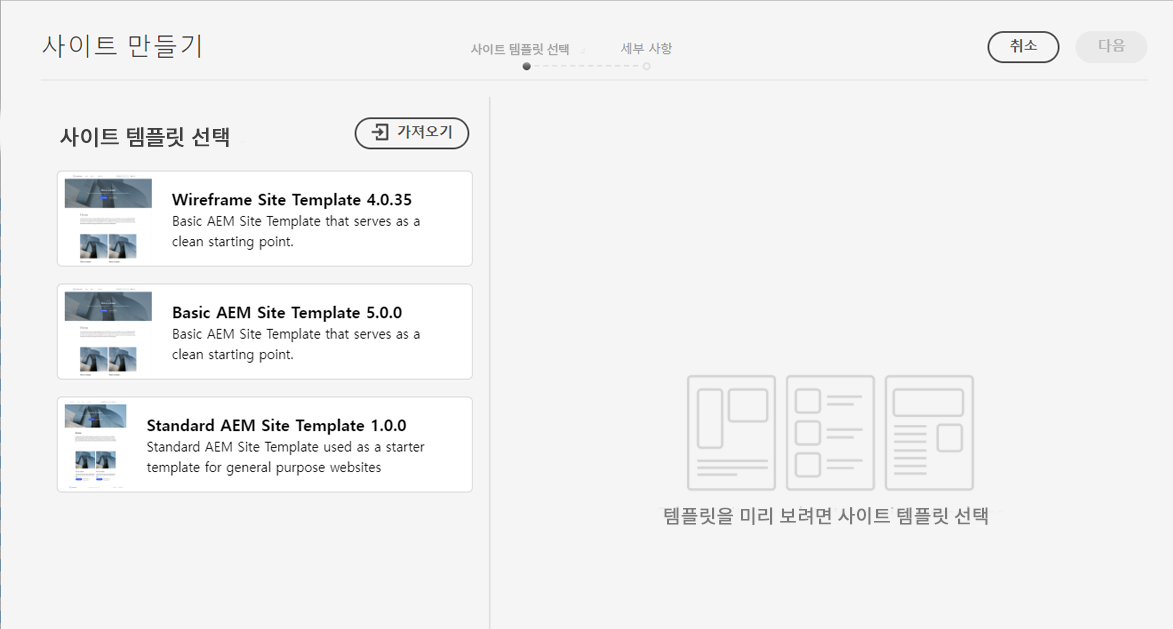 사이트 만들기
사이트 템플릿 선택
세부 사항
취소
다음
사이트 템플릿 선택
가져오기
Wireframe Site Template 4.0.35
Basic AEM Site Template that serves as a
clean starting point.
Basic AEM Site Template 5.0.0
Basic AEM Site Template that serves as a
clean starting point.
Standard AEM Site Template 1.0.0
Standard AEM Site Template used as a starter
template for general purpose websites
템플릿을 미리 보려면 사이트 템플릿 선택